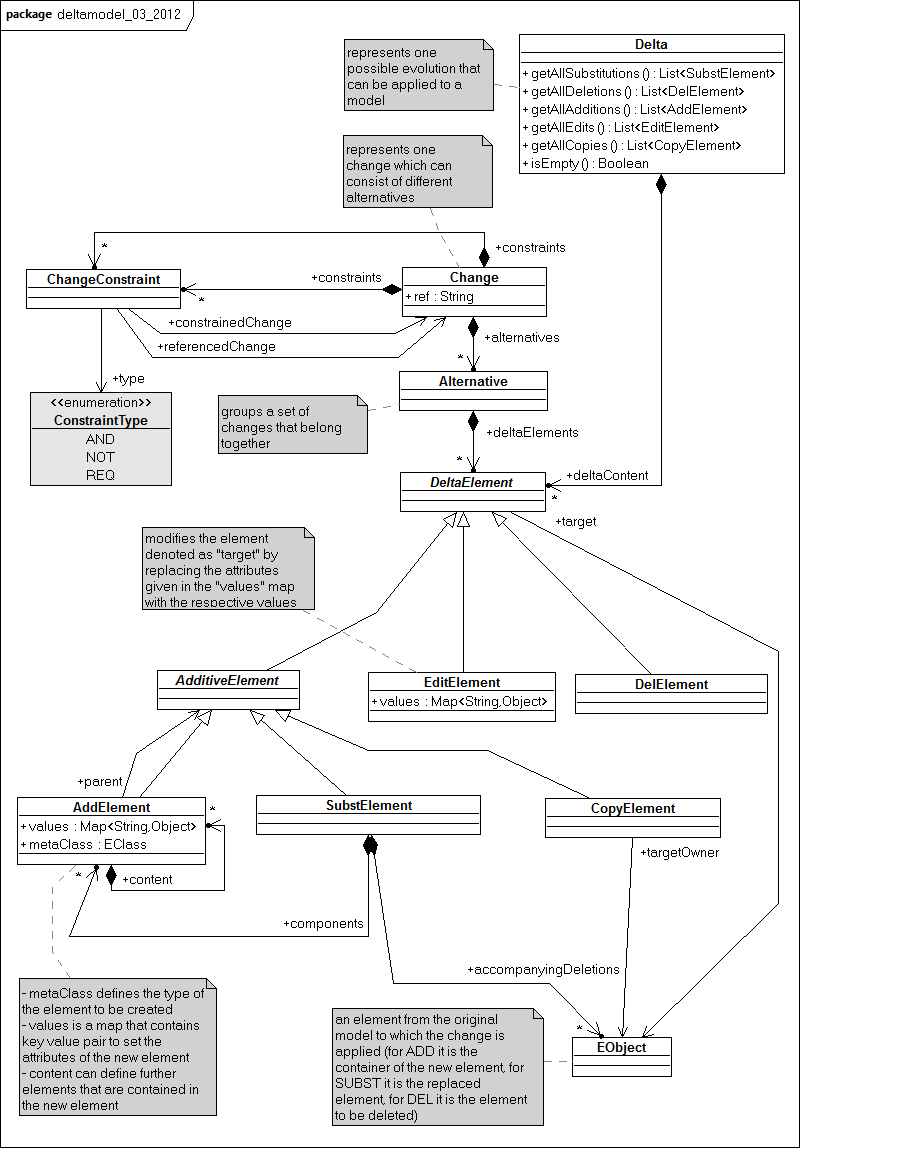 package deltamodel_03_2012
represents one
possible evolution that
can be applied to a
model
Delta
+ getAllSubstitutions () : List<SubstElement>
+ getAllDeletions () : List<DelElement>
+ getAllAdditions () : List<AddElement>
+ getAllEdits () : List<EditElement>
+ getAllCopies () : List<CopyElement>
+ isEmpty () : Boolean
represents one
change which can
consist of different
alternatives
*
+constraints
ChangeConstraint
+constraints
*
Change
+ ref : String
+constrainedChange
+referencedChange
+alternatives
*
+type
<<enumeration>>
ConstraintType
AND
NOT
REQ
Alternative
groups a set of
changes that belong
together
+deltaElements
*
DeltaElement
+deltaContent
*
+target
modifies the element
denoted as "target" by
replacing the attributes
given in the "values" map
with the respective values
AdditiveElement
EditElement
+ values : Map<String,Object>
DelElement
+parent
AddElement
+ values : Map<String,Object>
+ metaClass : EClass
*
SubstElement
CopyElement
+targetOwner
*
+content
+components
+accompanyingDeletions
*
- metaClass defines the type of
the element to be created
- values is a map that contains
key value pair to set the
attributes of the new element
- content can define further
elements that are contained in
the new element
an element from the original
model to which the change is
applied (for ADD it is the
container of the new element, for
SUBST it is the replaced
element, for DEL it is the element
to be deleted)
EObject